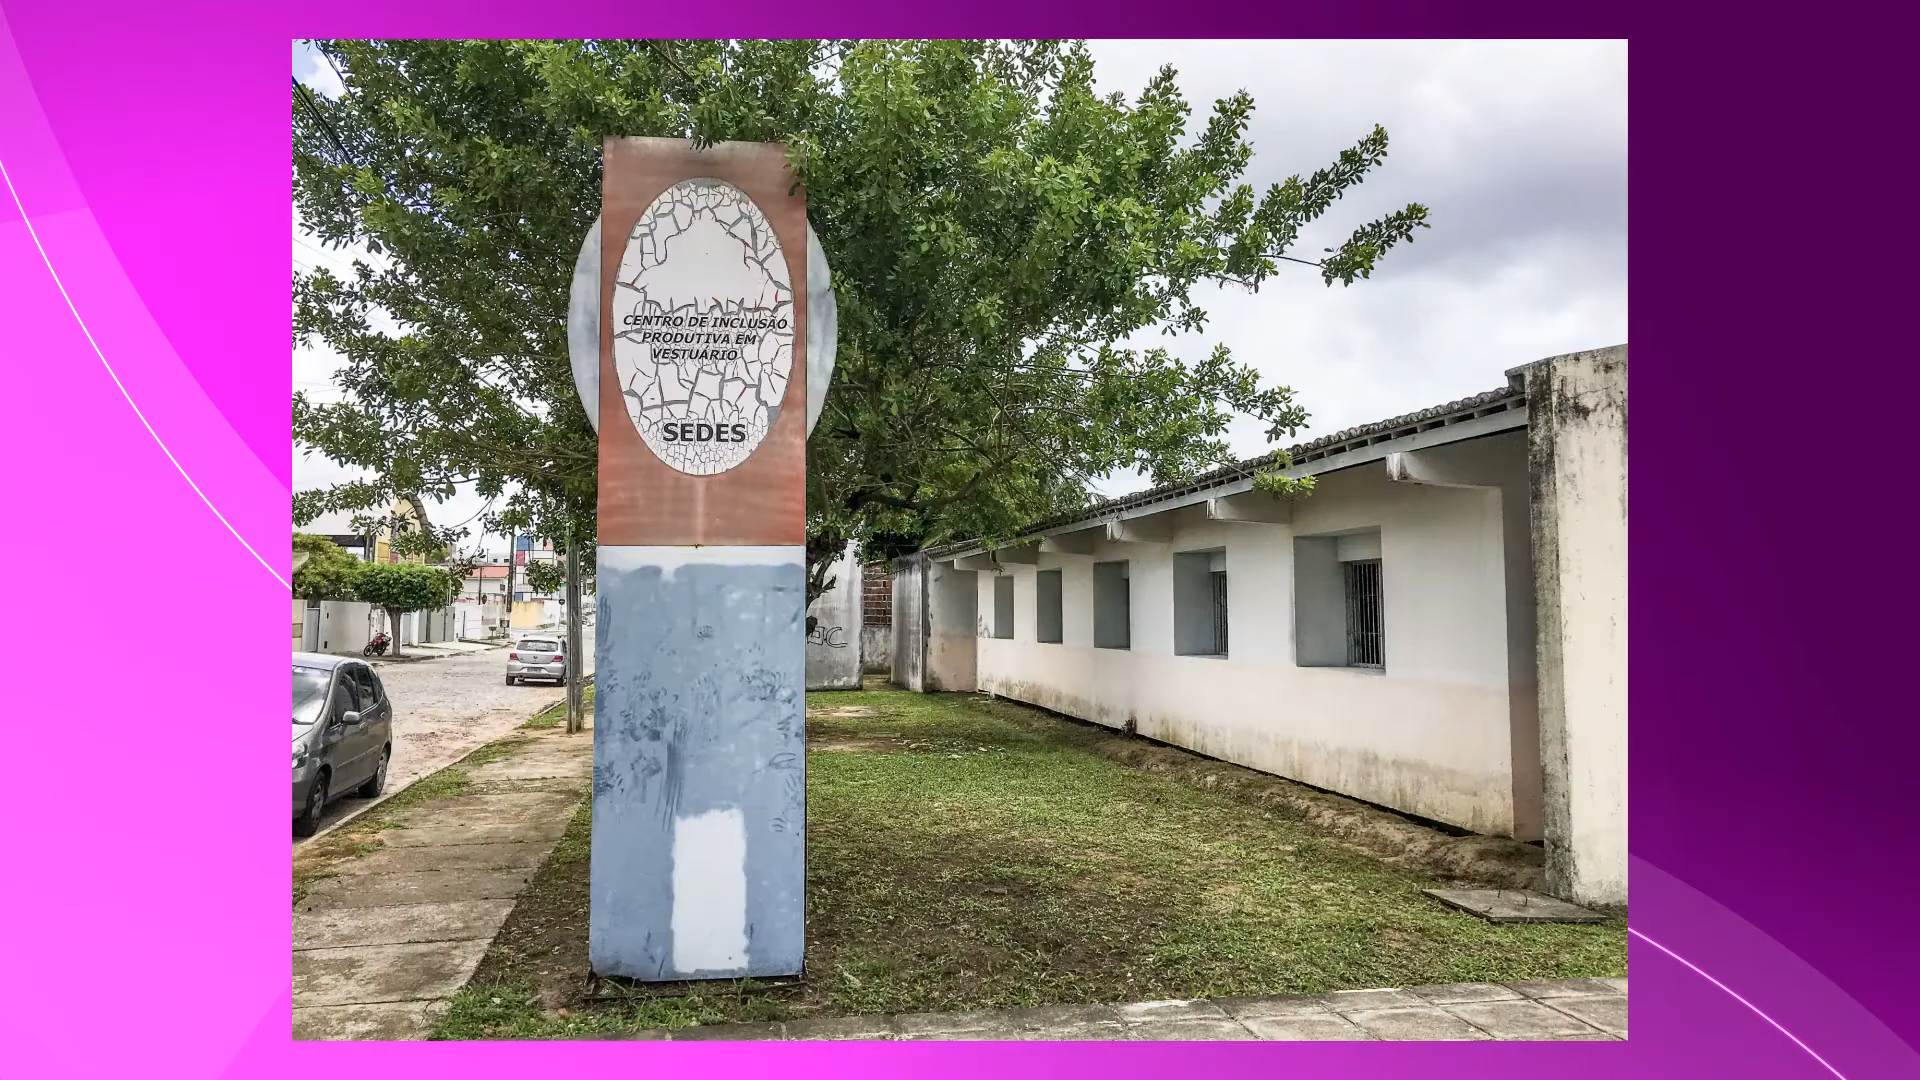 CENTRO DE INCLUSÃO
PRODUTIVA EM
VESTUÁRIO
SEDES